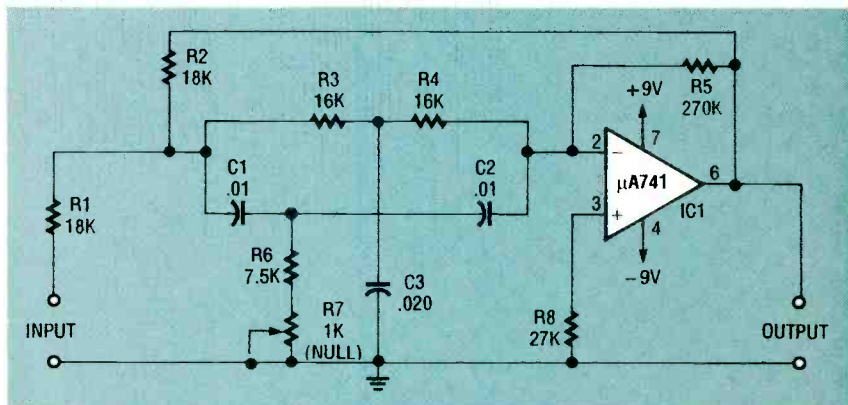 R2
18K
R3
16K
R4
16K
R5
270K
+9V
C1
.01
C2
.01
2
−
7
μA741
6
R1
18K
3
+
4
IC1
R6
7.5K
C3
.020
−9V
R7
1K
(NULL)
R8
27K
INPUT
OUTPUT